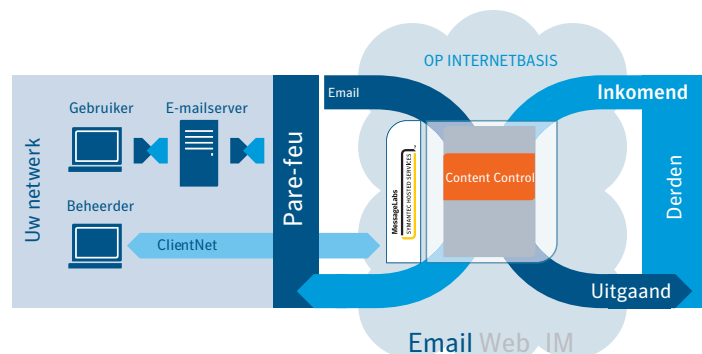 OP INTERNETBASIS
Gebruiker
E-mailserver
Email
Inkomend
Uw netwerk
Pare-feu
MessageLabs
SYMANTEC HOSTED SERVICES
Content Control
Derden
Beheerder
ClientNet
Uitgaand
Email Web IM